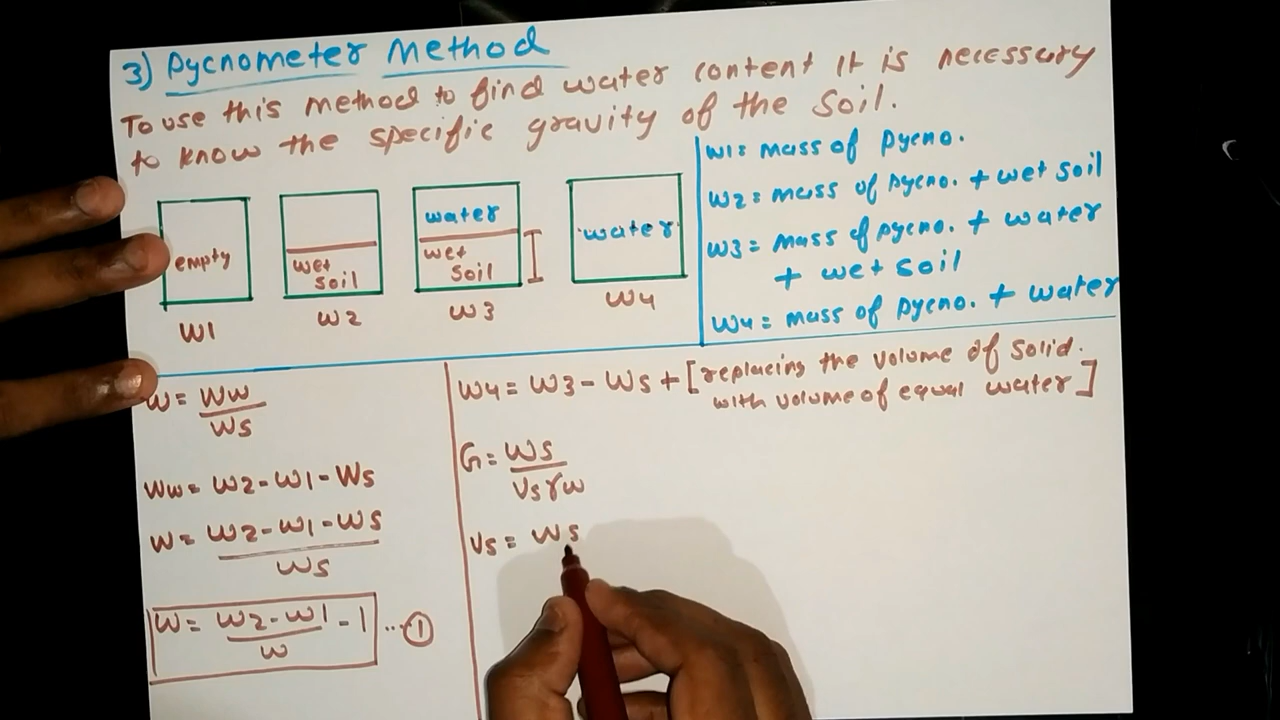 3) Pycnometer Method
To use this method to find water content it is necessary
to know the specific gravity of the soil.
empty
W1
wet
soil
W2
water
wet
soil
W3
water
W4
W1= mass of pycno.
W2= mass of pycno. + wet soil
W3= mass of pycno. + water
+ wet soil
W4= mass of pycno. + water
W= Ww
Ws
Ww= W2-W1-Ws
W= W2-W1-Ws
Ws
W= W2-W1 -1 ...①
W
W4= W3-Ws+[replacing the volume of solid.
with volume of equal water]
G= Ws
Vsγw
Vs= Ws